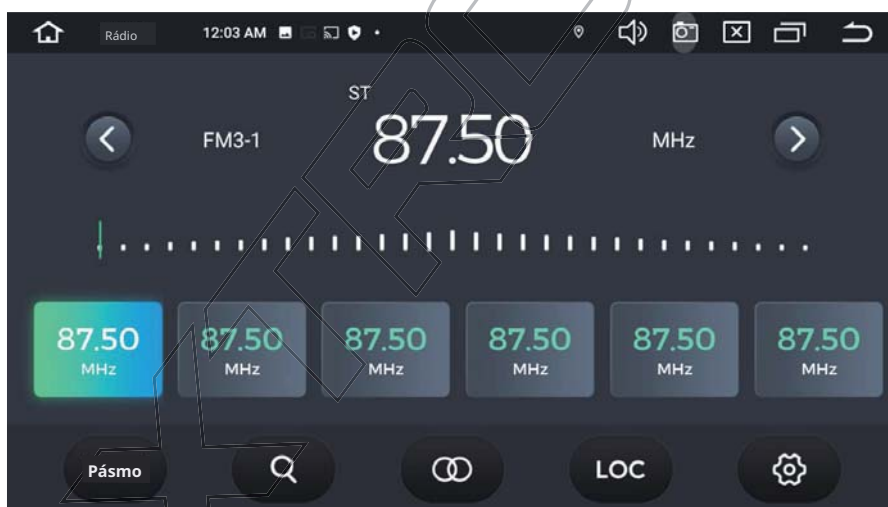 Rádio 12:03 AM
ST
FM3-1 87.50 MHz
87.50 87.50 87.50 87.50 87.50 87.50
MHz MHz MHz MHz MHz MHz
Pásmo LOC